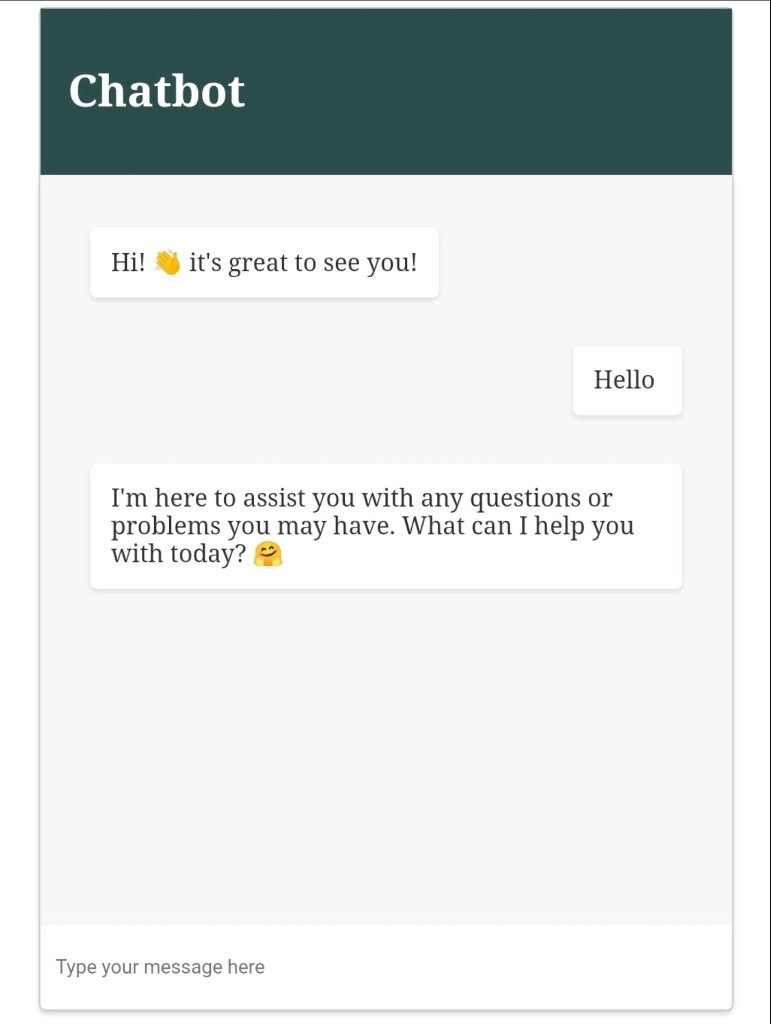 Chatbot
Hi! 👋 it's great to see you!
Hello
I'm here to assist you with any questions or
problems you may have. What can I help you
with today? 🤗
Type your message here